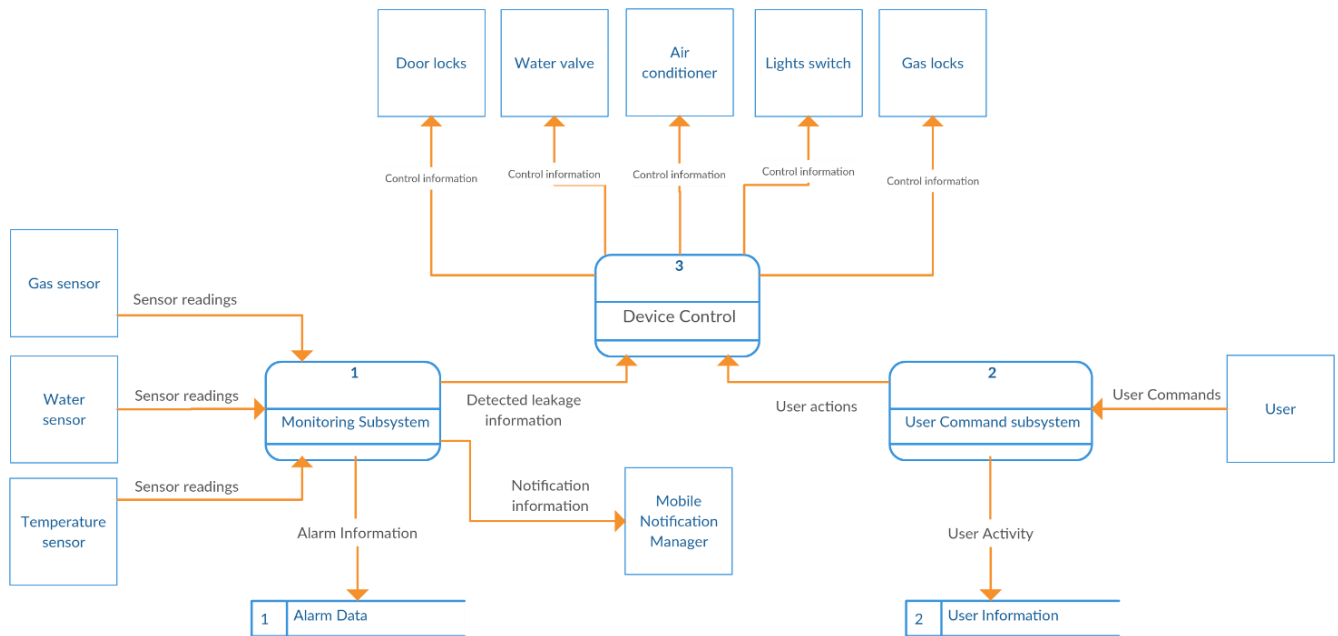 Door locks
Water valve
Air
conditioner
Lights switch
Gas locks
Control information
Control information
Control information
Control information
Control information
Gas sensor
Sensor readings
3
Device Control
Water
sensor
Sensor readings
1
Monitoring Subsystem
Detected leakage
information
User actions
2
User Command subsystem
User Commands
User
Temperature
sensor
Sensor readings
Alarm Information
Notification
information
Mobile
Notification
Manager
User Activity
1
Alarm Data
2
User Information